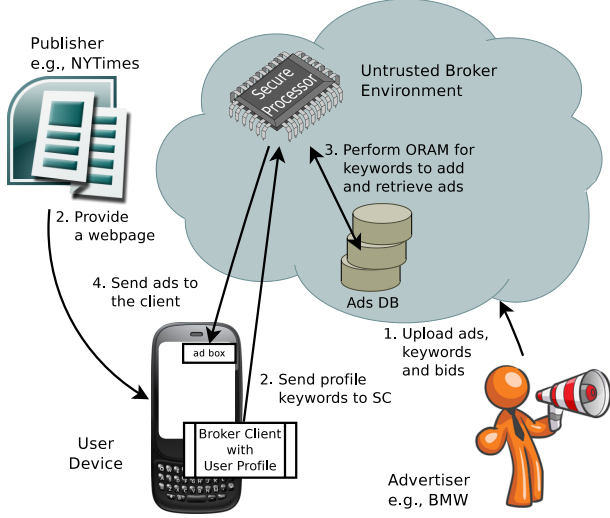 Publisher
e.g., NYTimes
Secure
Processor
Untrusted Broker
Environment
3. Perform ORAM for
keywords to add
and retrieve ads
2. Provide
a webpage
4. Send ads to
the client
Ads DB
1. Upload ads,
keywords
and bids
ad box
2. Send profile
keywords to SC
Broker Client
with
User Profile
User
Device
Advertiser
e.g., BMW